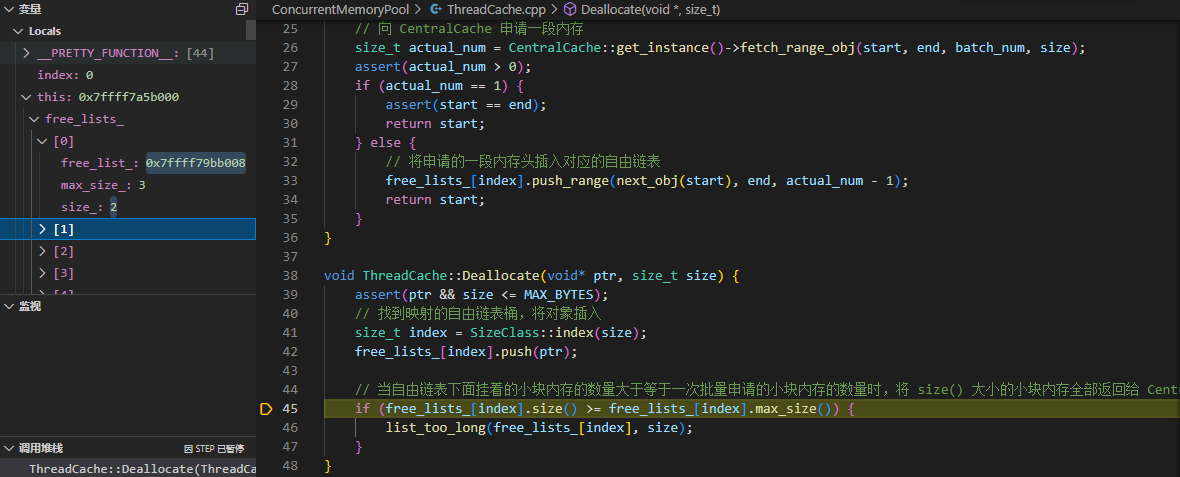 变量
Locals
__PRETTY_FUNCTION__: [44]
index: 0
this: 0x7ffff7a5b000
free_lists_
[0]
free_list_: 0x7ffff79bb008
max_size_: 3
size_: 2
[1]
[2]
[3]
监视
调用堆栈
因 STEP 已暂停
ThreadCache::Deallocate(ThreadCa
ConcurrentMemoryPool > ThreadCache.cpp > Deallocate(void *, size_t)
25 // 向 CentralCache 申请一段内存
26 size_t actual_num = CentralCache::get_instance()->fetch_range_obj(start, end, batch_num, size);
27 assert(actual_num > 0);
28 if (actual_num == 1) {
29 assert(start == end);
30 return start;
31 } else {
32 // 将申请的一段内存头插入对应的自由链表
33 free_lists_[index].push_range(next_obj(start), end, actual_num - 1);
34 return start;
35 }
36 }
37
38 void ThreadCache::Deallocate(void* ptr, size_t size) {
39 assert(ptr && size <= MAX_BYTES);
40 // 找到映射的自由链表桶，将对象插入
41 size_t index = SizeClass::index(size);
42 free_lists_[index].push(ptr);
43
44 // 当自由链表下面挂着的小块内存的数量大于等于一次批量申请的小块内存的数量时，将 size() 大小的小块内存全部返回给 Cent
45 if (free_lists_[index].size() >= free_lists_[index].max_size()) {
46 list_too_long(free_lists_[index], size);
47 }
48 }